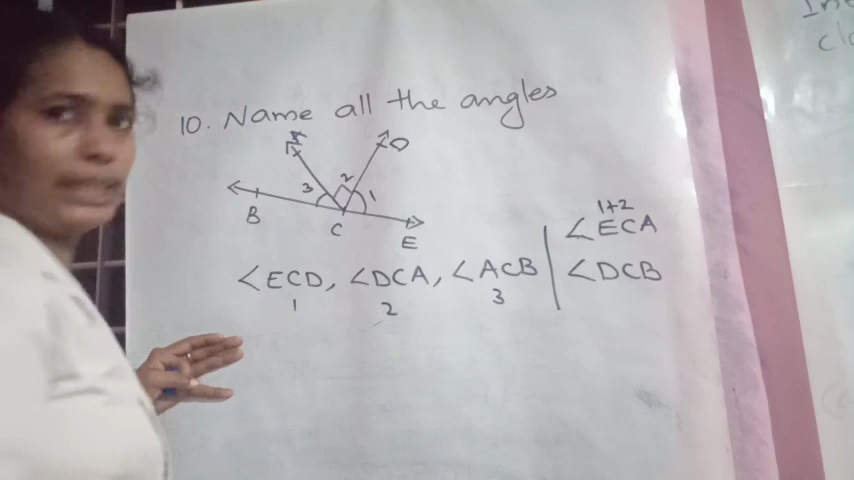 10. Name all the angles
D
3
2
1
B
C
E
1+2
∠ECA
∠ECD, ∠DCA, ∠ACB
∠DCB
1
2
3